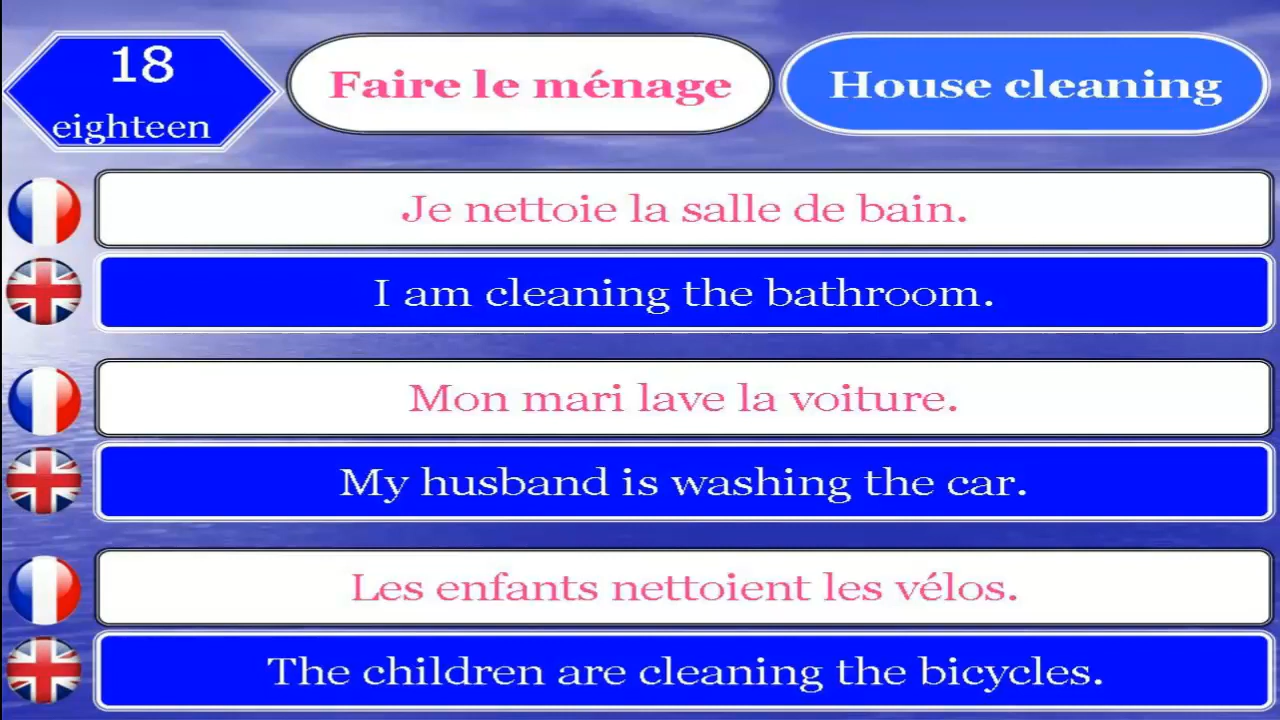 18
eighteen
Faire le ménage
House cleaning
Je nettoie la salle de bain.
I am cleaning the bathroom.
Mon mari lave la voiture.
My husband is washing the car.
Les enfants nettoient les vélos.
The children are cleaning the bicycles.